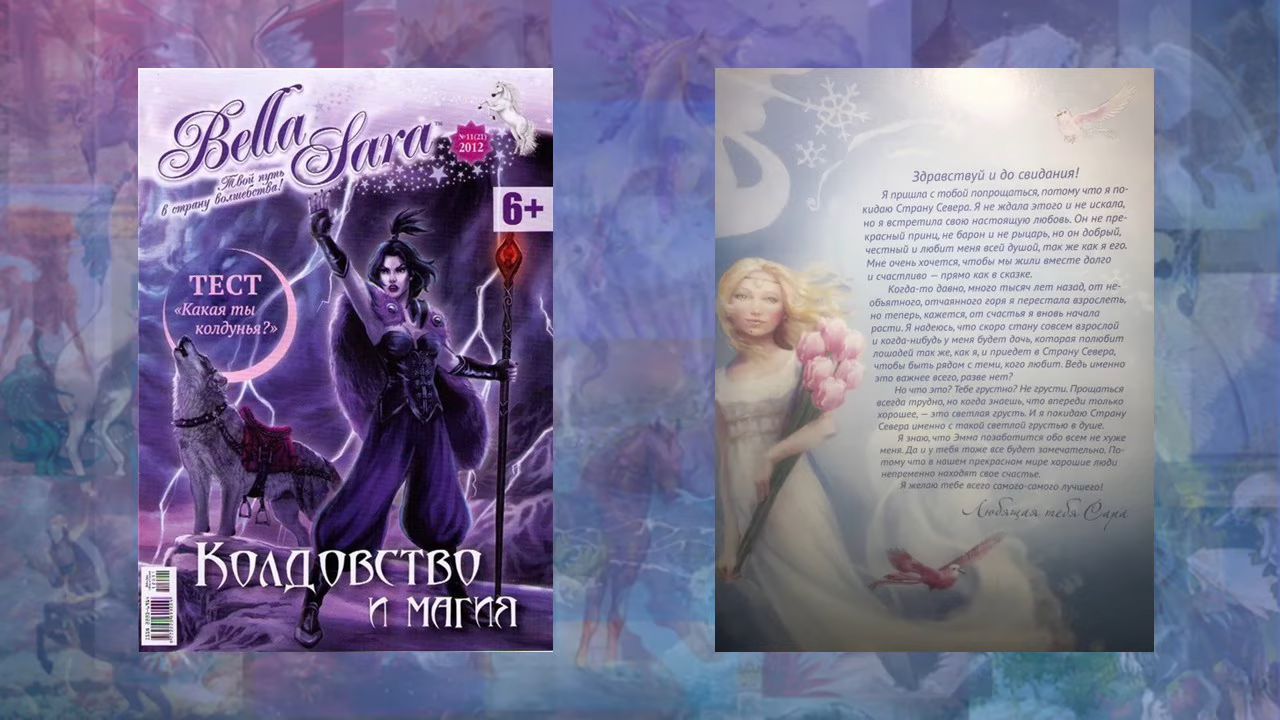 Bella Sara™
№11(21)
2012
Твой путь
в страну волшебства!
6+
ТЕСТ
«Какая ты
колдунья?»
Колдовство
и магия
Здравствуй и до свидания!
Я пришла с тобой попрощаться, потому что я по-
кидаю Страну Севера. Я не ждала этого и не искала,
но я встретила свою настоящую любовь. Он не пре-
красный принц, не барон и не рыцарь, но он добрый,
честный и любит меня всей душой, так же как я его.
Мне очень хочется, чтобы мы жили вместе долго
и счастливо — прямо как в сказке.
Когда-то давно, много тысяч лет назад, от не-
объятного, отчаянного горя я перестала взрослеть,
но теперь, кажется, от счастья я вновь начала
расти. Я надеюсь, что скоро стану совсем взрослой
и когда-нибудь у меня будет дочь, которая полюбит
лошадей так же, как я, и приедет в Страну Севера,
чтобы быть рядом с теми, кого любит. Ведь именно
это важнее всего, разве нет?
Но что это? Тебе грустно? Не грусти. Прощаться
всегда трудно, но когда знаешь, что впереди только
хорошее, — это светлая грусть. И я покидаю Страну
Севера именно с такой светлой грустью в душе.
Я знаю, что Эмма позаботится обо всем не хуже
меня. Да и у тебя тоже все будет замечательно. По-
тому что в нашем прекрасном мире хорошие люди
непременно находят свое счастье.
Я желаю тебе всего самого-самого лучшего!
Любящая тебя Сара